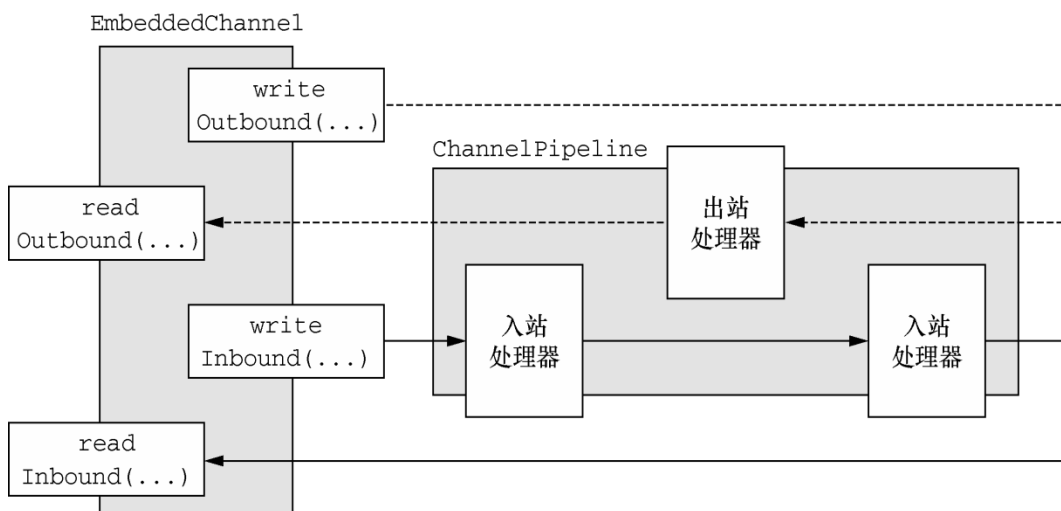 EmbeddedChannel
write
Outbound(...)
ChannelPipeline
read
Outbound(...)
出站
处理器
write
Inbound(...)
入站
处理器
入站
处理器
read
Inbound(...)